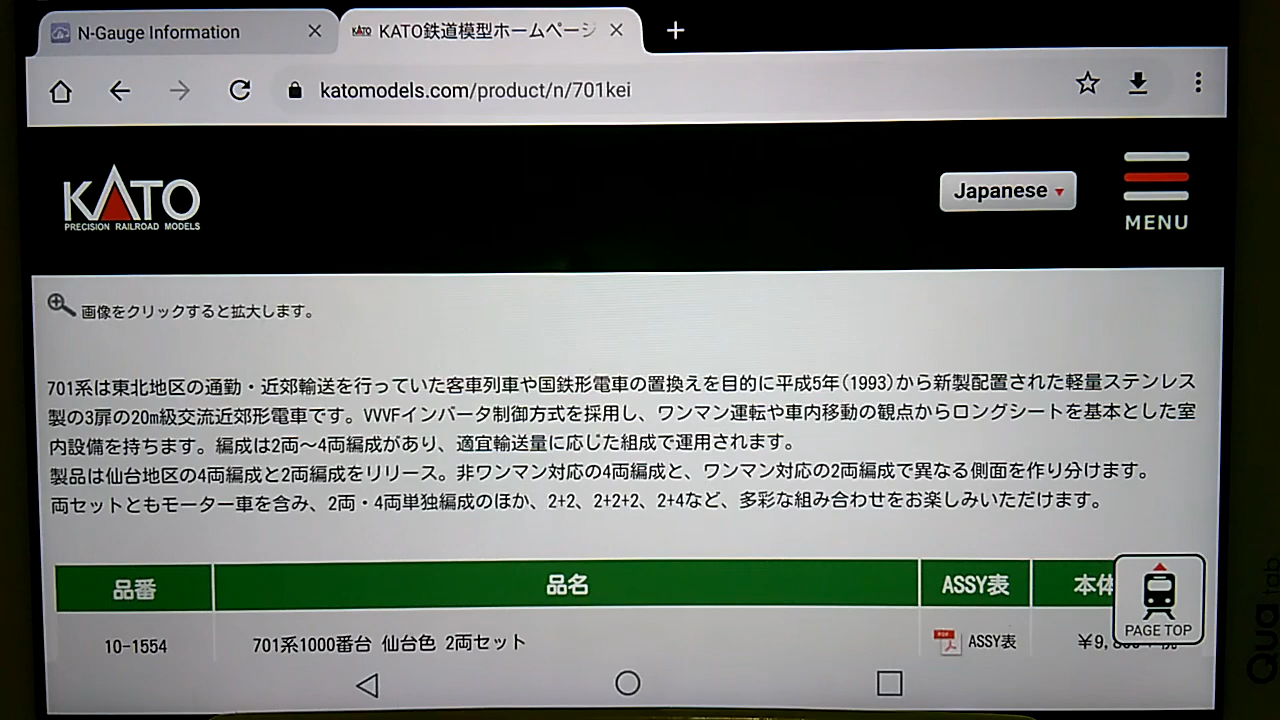 N-Gauge Information
KATO鉄道模型ホームページ
katomodels.com/product/n/701kei
KATO
PRECISION RAILROAD MODELS
Japanese
MENU
画像をクリックすると拡大します。
701系は東北地区の通勤・近郊輸送を行っていた客車列車や国鉄形電車の置換えを目的に平成5年(1993)から新製配置された軽量ステンレス
製の3扉の20m級交流近郊形電車です。VVVFインバータ制御方式を採用し、ワンマン運転や車内移動の観点からロングシートを基本とした室
内設備を持ちます。編成は2両～4両編成があり、適宜輸送量に応じた組成で運用されます。
製品は仙台地区の4両編成と2両編成をリリース。非ワンマン対応の4両編成と、ワンマン対応の2両編成で異なる側面を作り分けます。
両セットともモーター車を含み、2両・4両単独編成のほか、2+2、2+2+2、2+4など、多彩な組み合わせをお楽しみいただけます。
品番 品名 ASSY表 本体
10-1554 701系1000番台 仙台色 2両セット ASSY表 ¥9,
PAGE TOP
Qua tab